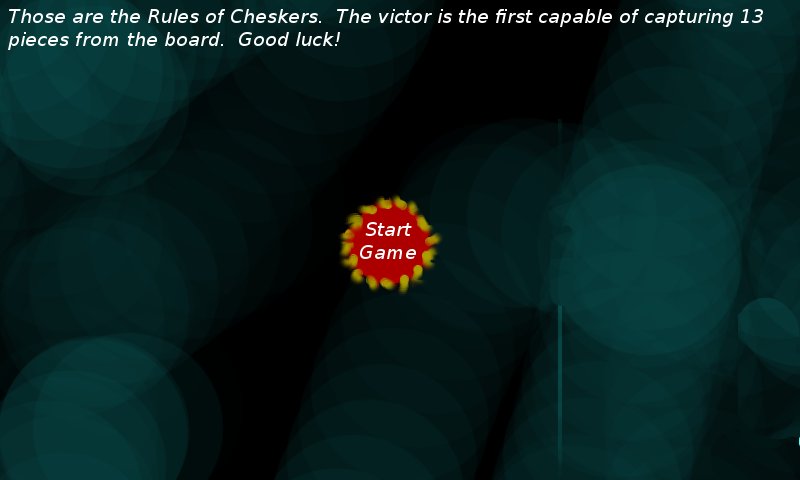 Those are the Rules of Cheskers.  The victor is the first capable of capturing 13
pieces from the board.  Good luck!
Start
Game